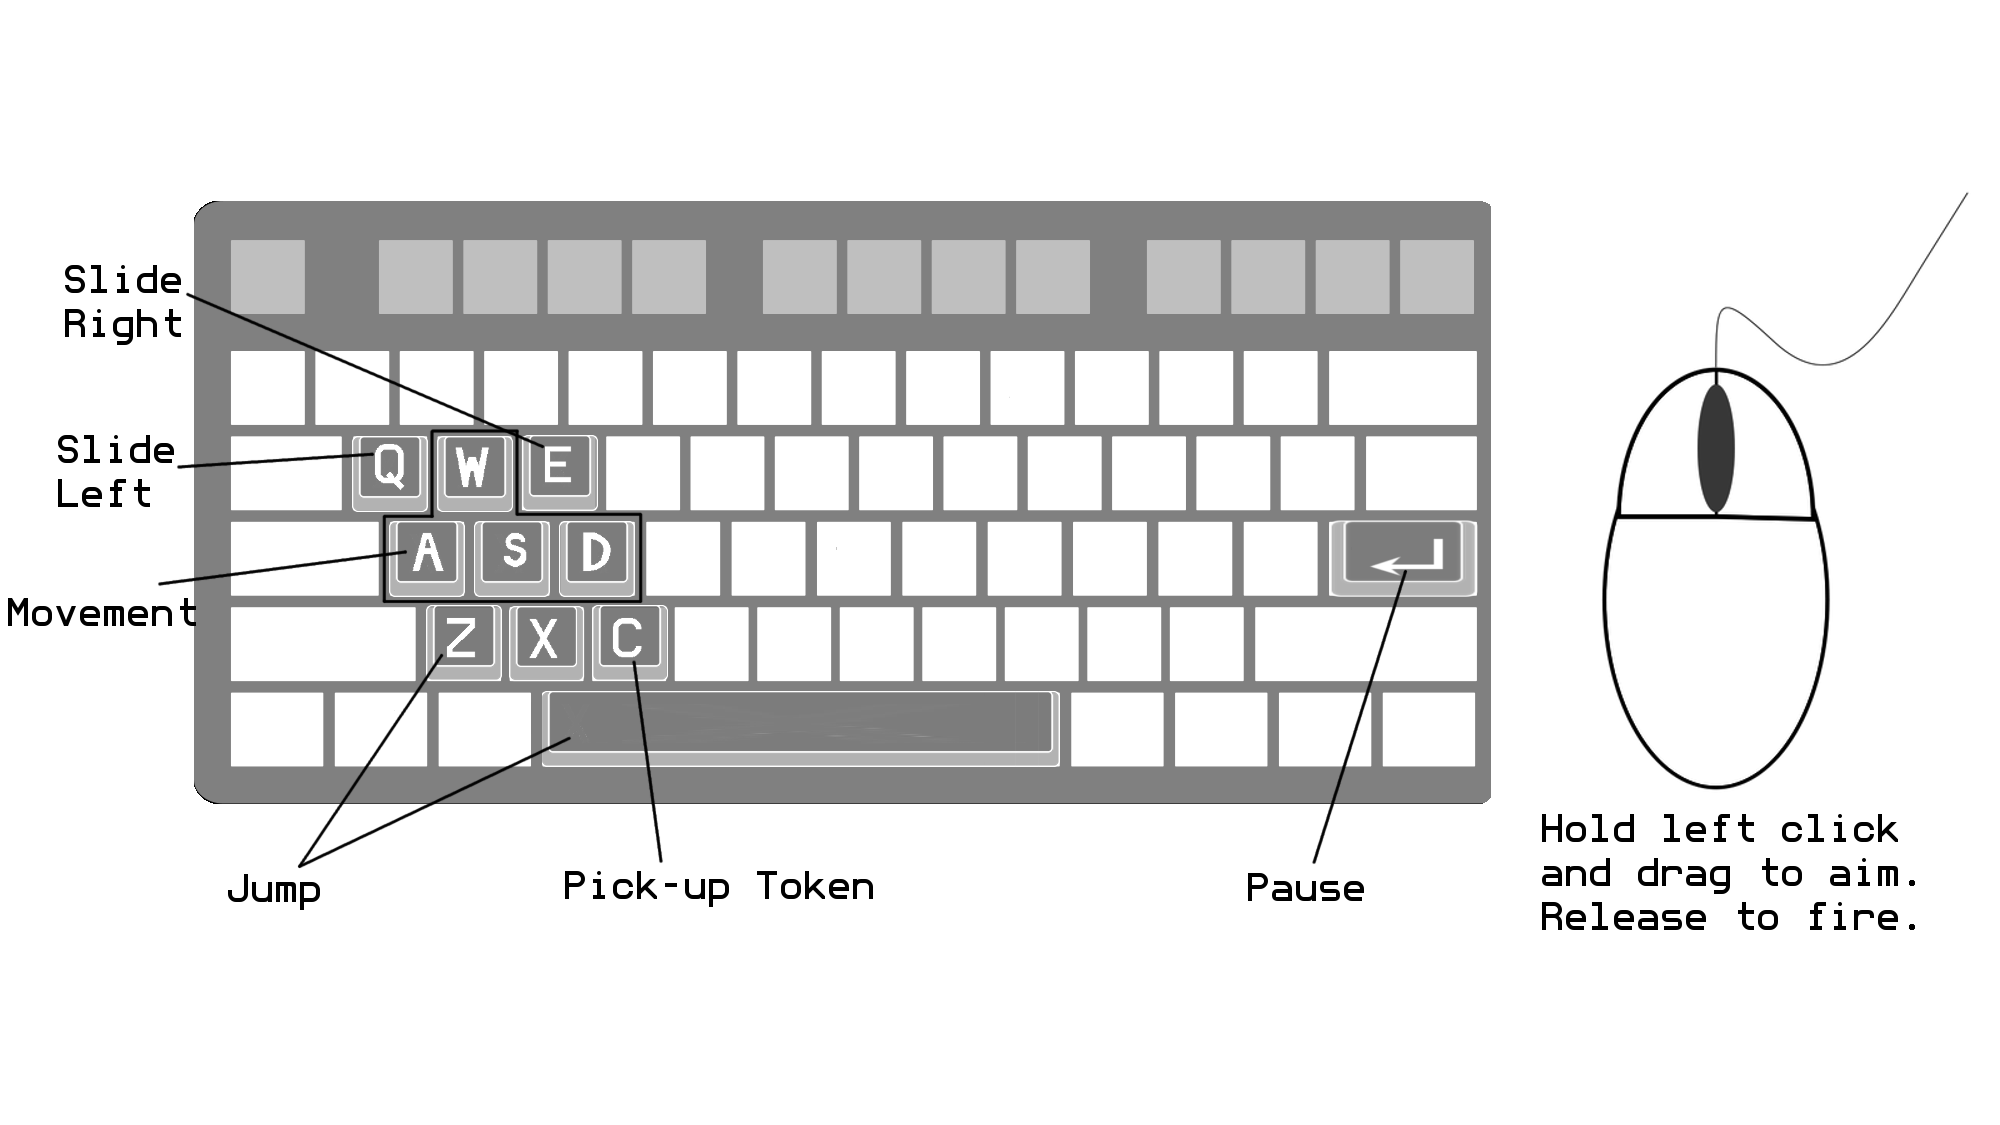 Slide
Right
Slide
Left
Q W E
A S D
Movement
Z X C
Jump
Pick-up Token
Pause
Hold left click
and drag to aim.
Release to fire.